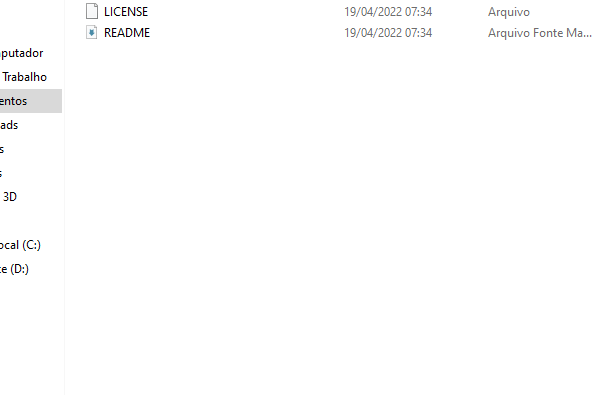 LICENSE 19/04/2022 07:34 Arquivo
README 19/04/2022 07:34 Arquivo Fonte Ma...
putador
Trabalho
entos
ads
s
s
3D
ocal (C:)
e (D:)